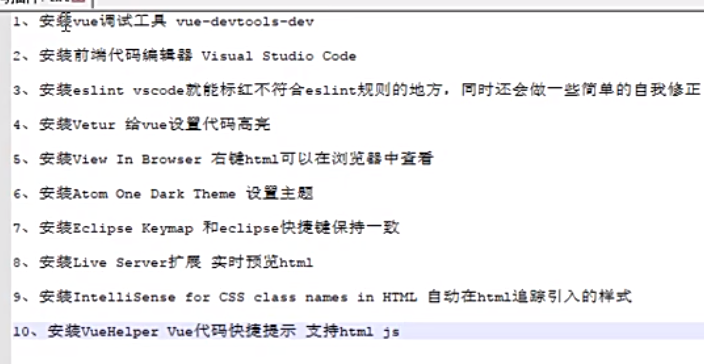 1、安装vue调试工具 vue-devtools-dev
2、安装前端代码编辑器 Visual Studio Code
3、安装eslint vscode就能标红不符合eslint规则的地方，同时还会做一些简单的自我修正
4、安装Vetur 给vue设置代码高亮
5、安装View In Browser 右键html可以在浏览器中查看
6、安装Atom One Dark Theme 设置主题
7、安装Eclipse Keymap 和eclipse快捷键保持一致
8、安装Live Server扩展 实时预览html
9、安装IntelliSense for CSS class names in HTML 自动在html追踪引入的样式
10、安装VueHelper Vue代码快捷提示 支持html js